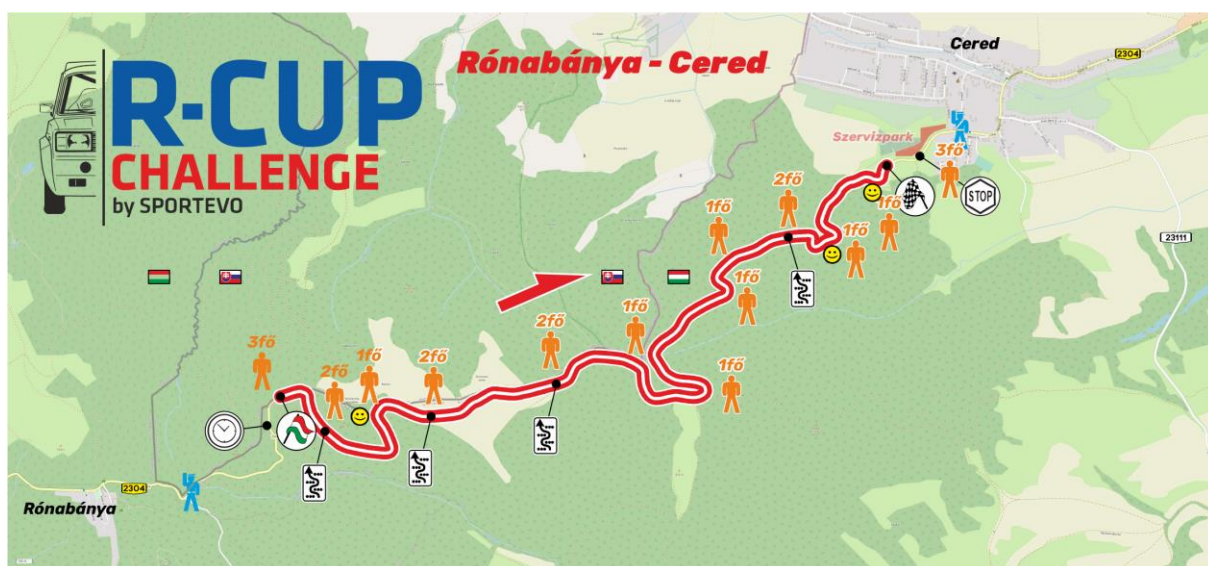 R-CUP
CHALLENGE
by SPORTEVO
Rónabánya - Cered
Cered
2304
Szervizpark
3fő
STOP
2fő
1fő
1fő
1fő
23111
1fő
1fő
2fő
3fő
2fő
1fő
2fő
1fő
2304
Rónabánya